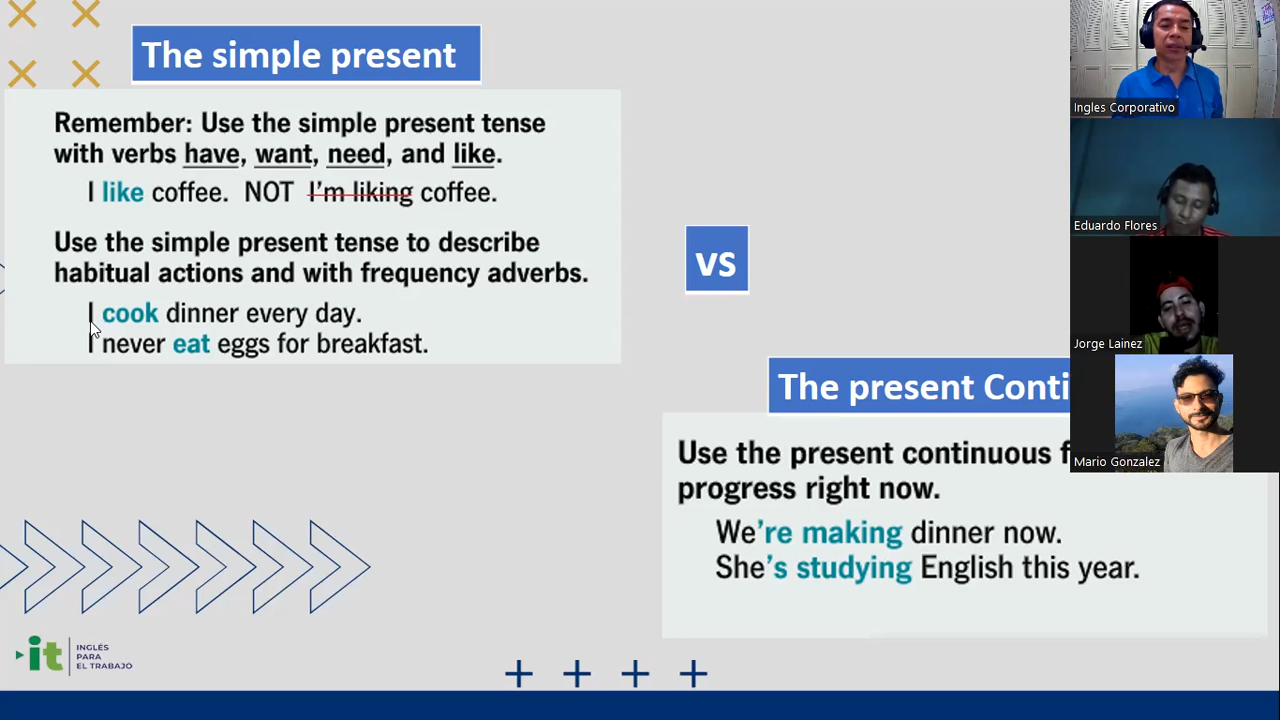 The simple present
Remember: Use the simple present tense
with verbs have, want, need, and like.
I like coffee. NOT I'm liking coffee.
Use the simple present tense to describe
habitual actions and with frequency adverbs.
I cook dinner every day.
I never eat eggs for breakfast.
vs
The present Conti
Use the present continuous f
progress right now.
We're making dinner now.
She's studying English this year.
it
INGLÉS
PARA
EL TRABAJO
Ingles Corporativo
Eduardo Flores
Jorge Lainez
Mario Gonzalez